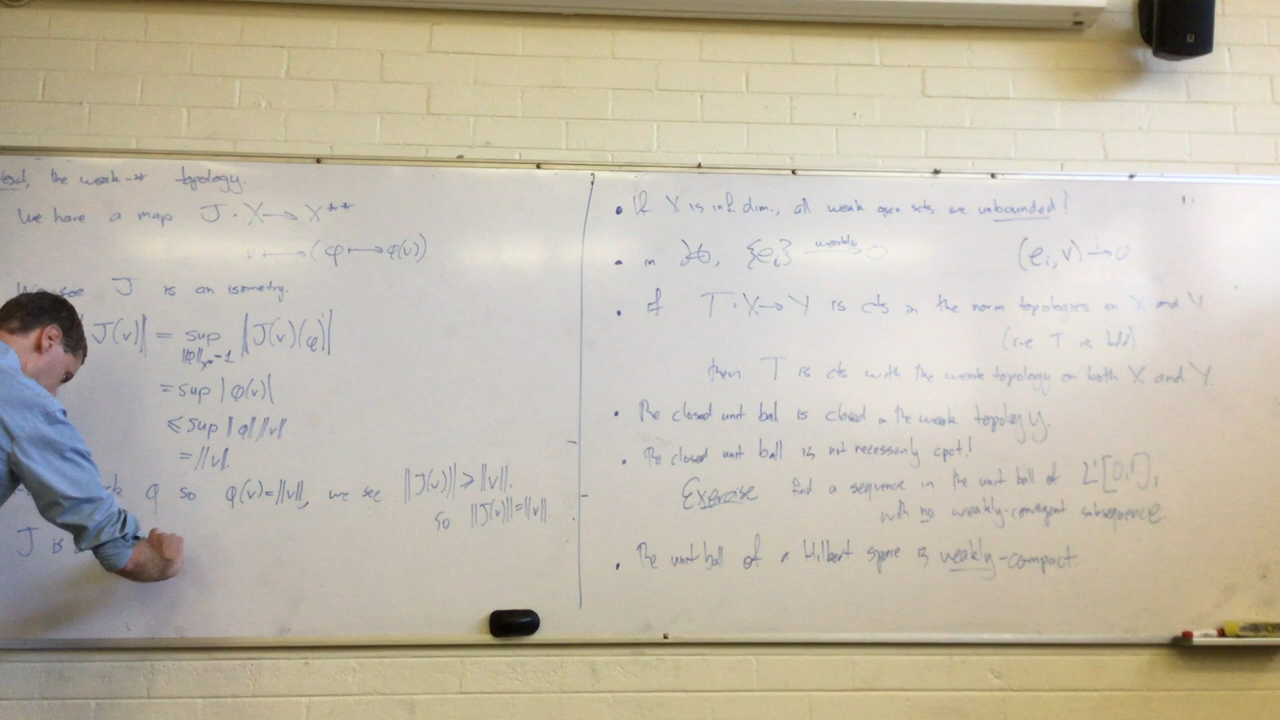 the weak-* topology.
We have a map J : X → X**
v ⟼ (φ ⟼ φ(v))
We see J is an isometry.
J(v)‖ = sup |J(v)(φ)|
‖φ‖=1
= sup |φ(v)|
≤ sup ‖φ‖‖v‖
= ‖v‖.
φ so φ(v)=‖v‖, we see ‖J(v)‖ ≥ ‖v‖.
so ‖J(v)‖=‖v‖.
J is
• If X is inf. dim., all weak open sets are unbounded!
• in H, {e_i} →weakly 0 (e_i, v) →i 0
• If T : X → Y is cts in the norm topologies on X and Y
(i.e. T is bdd)
then T is cts with the weak topology on both X and Y.
• The closed unit ball is closed in the weak topology.
• The closed unit ball is not necessarily cpct!
Exercise find a sequence in the unit ball of L¹[0,1],
with no weakly-convergent subsequence.
• The unit ball of a Hilbert space is weakly-compact.